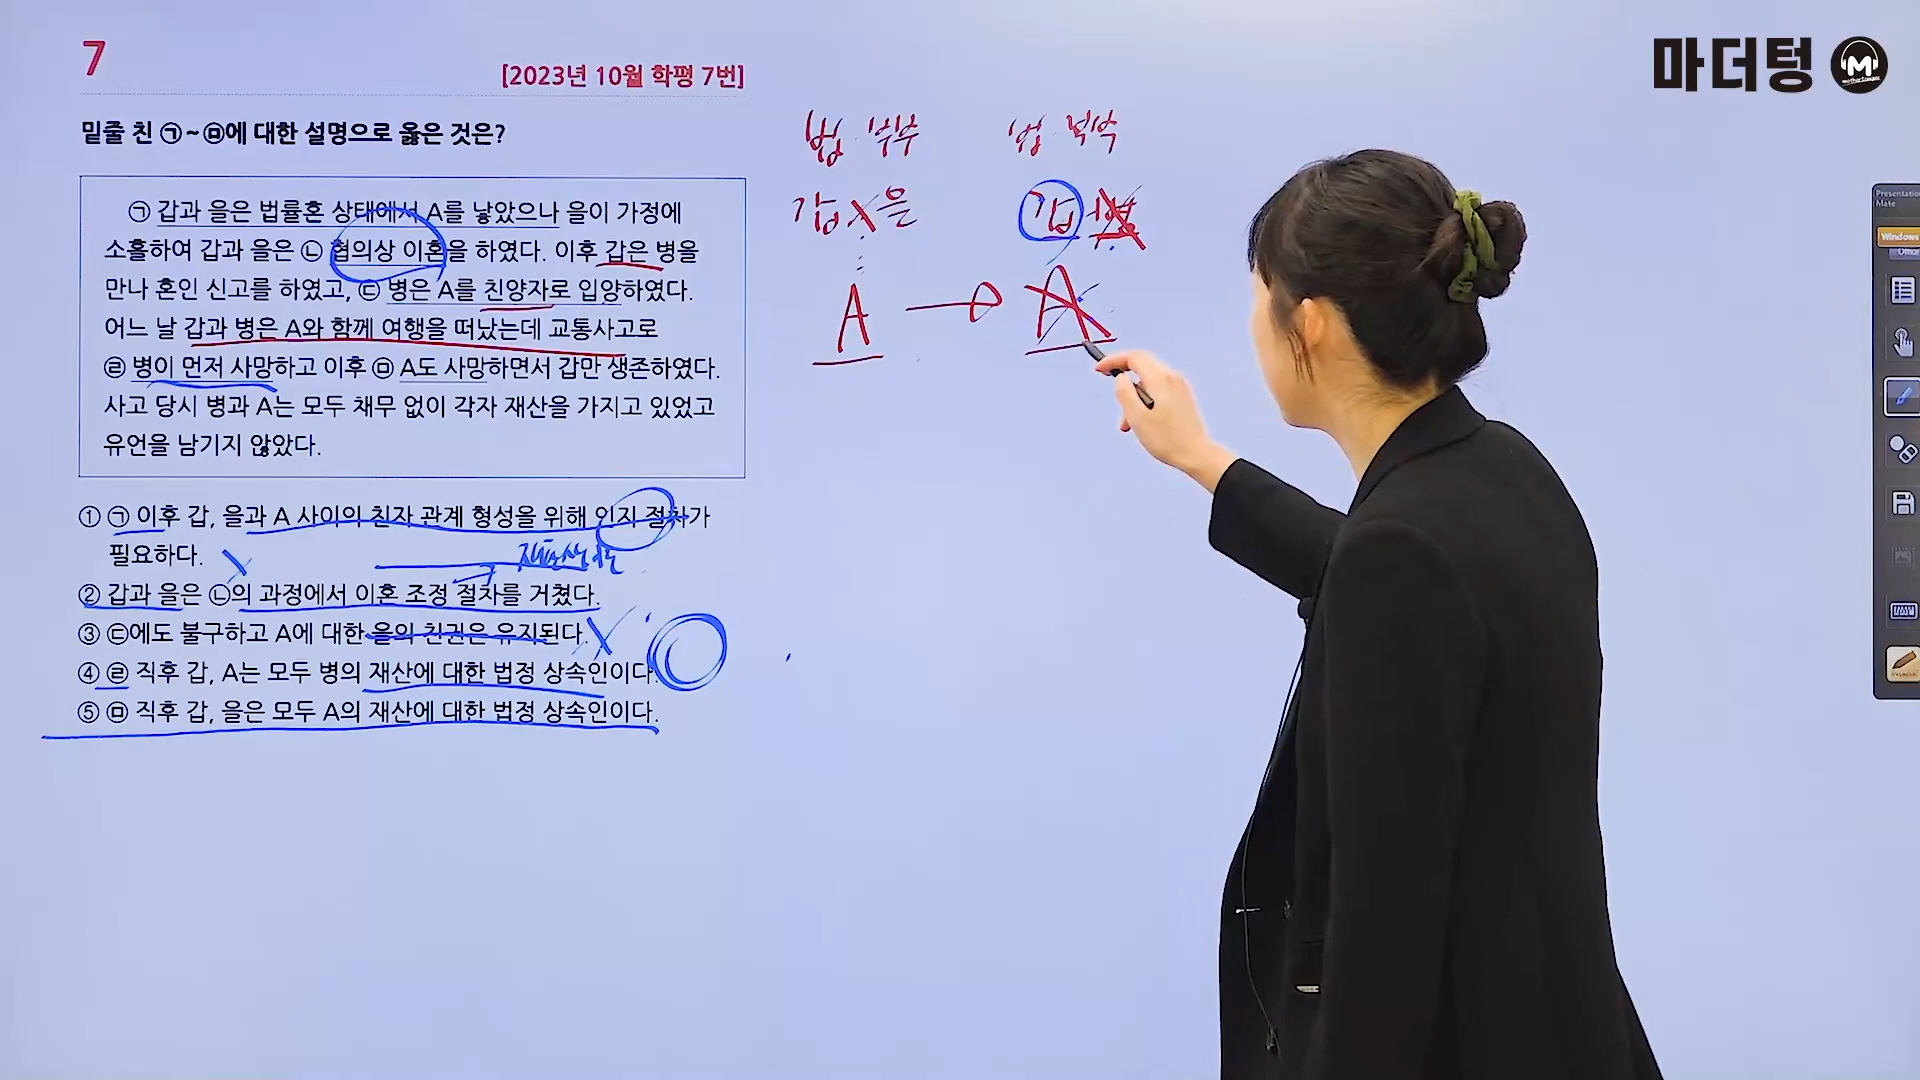 7
[2023년 10월 학평 7번]
마더텅
밑줄 친 ㉠~㉤에 대한 설명으로 옳은 것은?
㉠ 갑과 을은 법률혼 상태에서 A를 낳았으나 을이 가정에
소홀하여 갑과 을은 ㉡ 협의상 이혼을 하였다. 이후 갑은 병을
만나 혼인 신고를 하였고, ㉢ 병은 A를 친양자로 입양하였다.
어느 날 갑과 병은 A와 함께 여행을 떠났는데 교통사고로
㉣ 병이 먼저 사망하고 이후 ㉤ A도 사망하면서 갑만 생존하였다.
사고 당시 병과 A는 모두 채무 없이 각자 재산을 가지고 있었고
유언을 남기지 않았다.
① ㉠ 이후 갑, 을과 A 사이의 친자 관계 형성을 위해 인지 절차가
필요하다.
② 갑과 을은 ㉡의 과정에서 이혼 조정 절차를 거쳤다.
③ ㉢에도 불구하고 A에 대한 을의 친권은 유지된다.
④ ㉣ 직후 갑, A는 모두 병의 재산에 대한 법정 상속인이다.
⑤ ㉤ 직후 갑, 을은 모두 A의 재산에 대한 법정 상속인이다.
법 부부
법 부부
갑 X 을
갑
A
A
Presentation
Mate
Windows